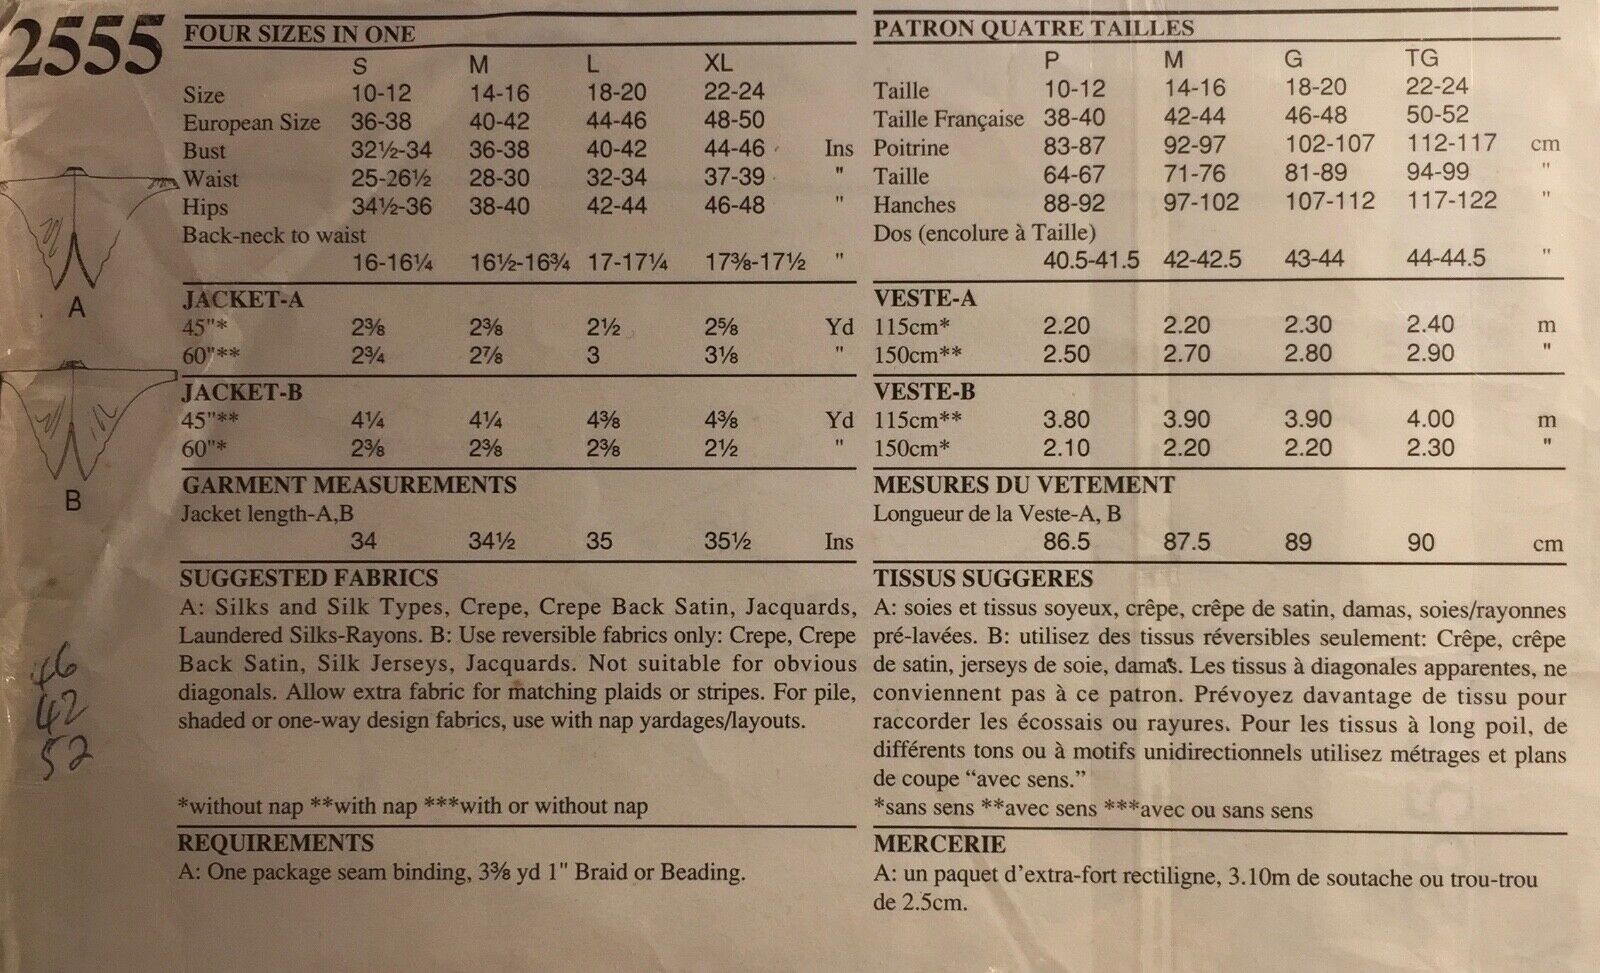 2555
FOUR SIZES IN ONE
S M L XL
Size 10-12 14-16 18-20 22-24
European Size 36-38 40-42 44-46 48-50
Bust 32½-34 36-38 40-42 44-46 Ins
Waist 25-26½ 28-30 32-34 37-39 "
Hips 34½-36 38-40 42-44 46-48 "
Back-neck to waist
16-16¼ 16½-16¾ 17-17¼ 17⅜-17½ "
JACKET-A
45"* 2⅜ 2⅜ 2½ 2⅝ Yd
60"** 2¾ 2⅞ 3 3⅛ "
JACKET-B
45"** 4¼ 4¼ 4⅜ 4⅜ Yd
60"* 2⅜ 2⅜ 2⅜ 2½ "
GARMENT MEASUREMENTS
Jacket length-A,B
34 34½ 35 35½ Ins
SUGGESTED FABRICS
A: Silks and Silk Types, Crepe, Crepe Back Satin, Jacquards,
Laundered Silks-Rayons. B: Use reversible fabrics only: Crepe, Crepe
Back Satin, Silk Jerseys, Jacquards. Not suitable for obvious
diagonals. Allow extra fabric for matching plaids or stripes. For pile,
shaded or one-way design fabrics, use with nap yardages/layouts.
*without nap **with nap ***with or without nap
REQUIREMENTS
A: One package seam binding, 3⅜ yd 1" Braid or Beading.
A
B
46
42
52
PATRON QUATRE TAILLES
P M G TG
Taille 10-12 14-16 18-20 22-24
Taille Française 38-40 42-44 46-48 50-52
Poitrine 83-87 92-97 102-107 112-117 cm
Taille 64-67 71-76 81-89 94-99 "
Hanches 88-92 97-102 107-112 117-122 "
Dos (encolure à Taille)
40.5-41.5 42-42.5 43-44 44-44.5 "
VESTE-A
115cm* 2.20 2.20 2.30 2.40 m
150cm** 2.50 2.70 2.80 2.90 "
VESTE-B
115cm** 3.80 3.90 3.90 4.00 m
150cm* 2.10 2.20 2.20 2.30 "
MESURES DU VETEMENT
Longueur de la Veste-A, B
86.5 87.5 89 90 cm
TISSUS SUGGERES
A: soies et tissus soyeux, crêpe, crêpe de satin, damas, soies/rayonnes
pré-lavées. B: utilisez des tissus réversibles seulement: Crêpe, crêpe
de satin, jerseys de soie, damas. Les tissus à diagonales apparentes, ne
conviennent pas à ce patron. Prévoyez davantage de tissu pour
raccorder les écossais ou rayures. Pour les tissus à long poil, de
différents tons ou à motifs unidirectionnels utilisez métrages et plans
de coupe “avec sens.”
*sans sens **avec sens ***avec ou sans sens
MERCERIE
A: un paquet d’extra-fort rectiligne, 3.10m de soutache ou trou-trou
de 2.5cm.